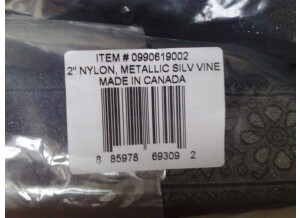 ITEM # 0990619002
2" NYLON, METALLIC SILV VINE
MADE IN CANADA
8 85978 69309 2